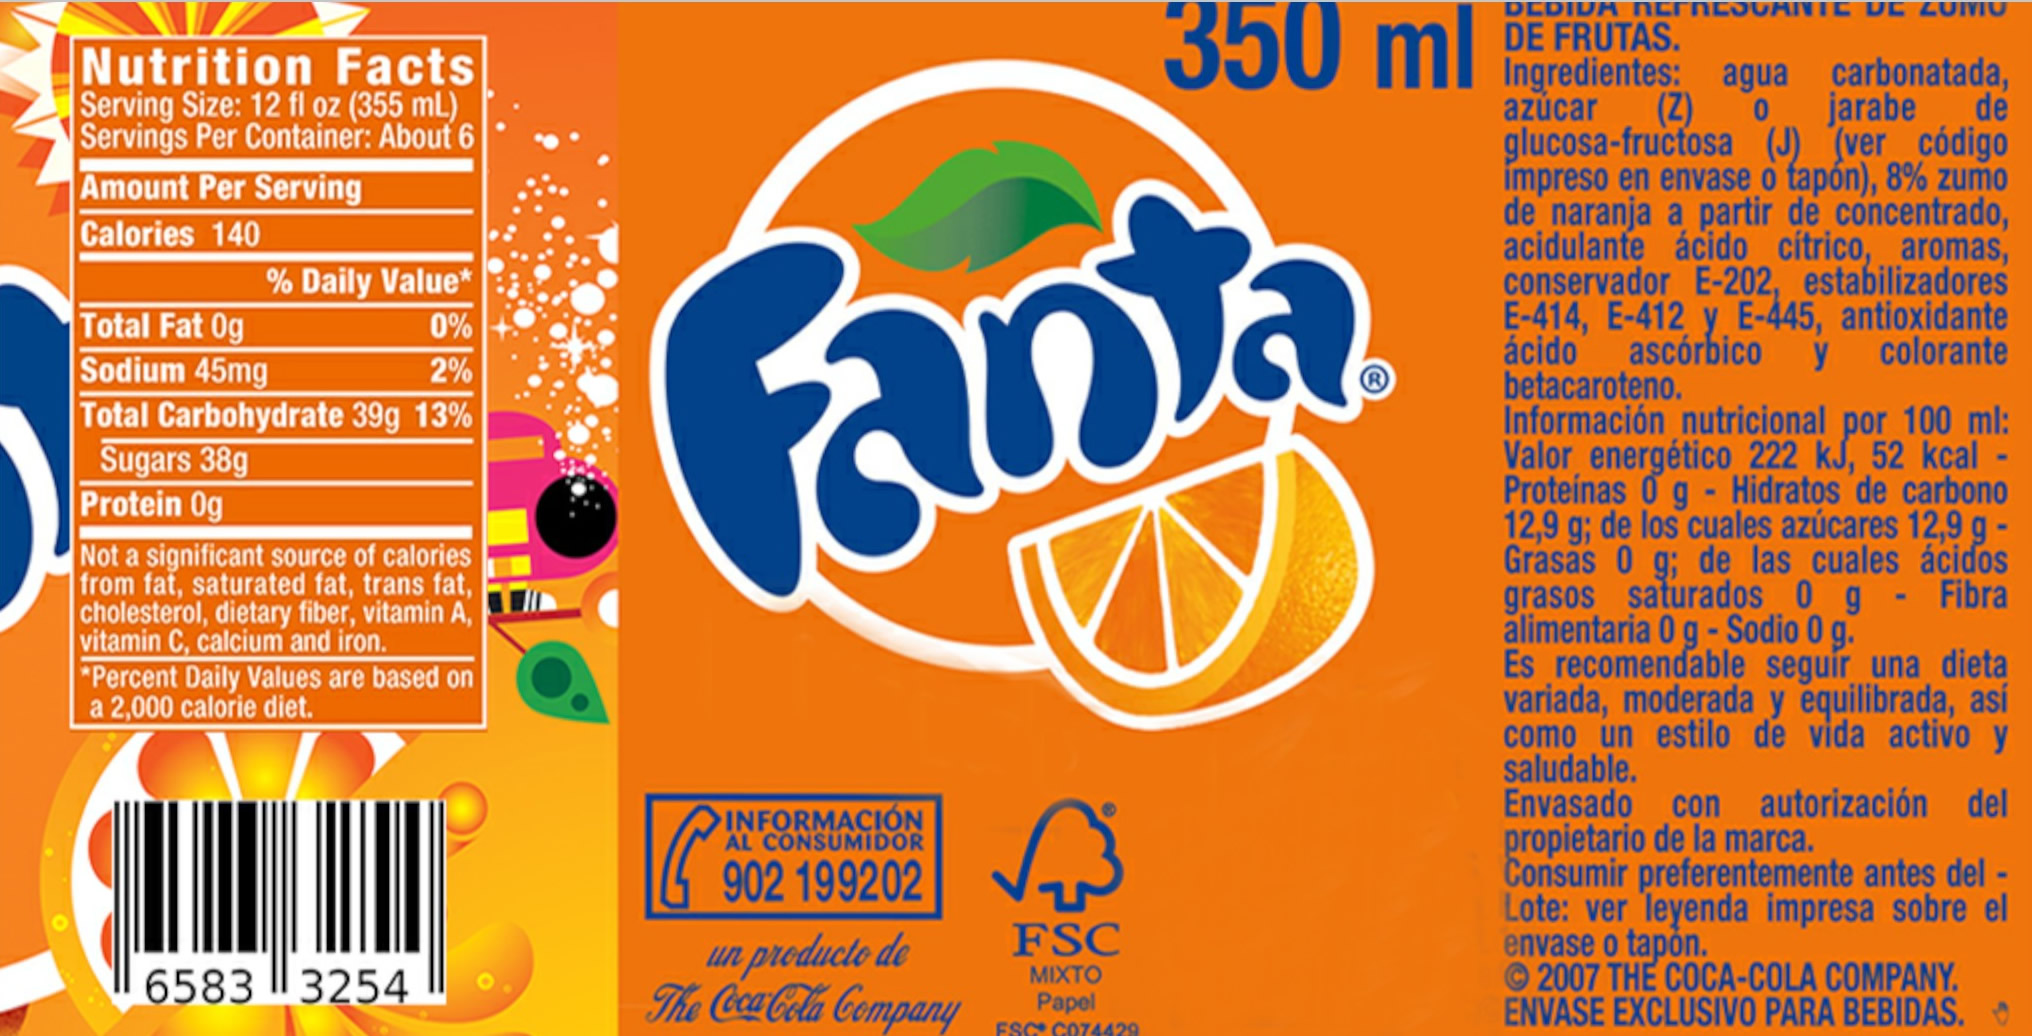 Nutrition Facts
Serving Size: 12 fl oz (355 mL)
Servings Per Container: About 6
Amount Per Serving
Calories 140
% Daily Value*
Total Fat 0g 0%
Sodium 45mg 2%
Total Carbohydrate 39g 13%
Sugars 38g
Protein 0g
Not a significant source of calories
from fat, saturated fat, trans fat,
cholesterol, dietary fiber, vitamin A,
vitamin C, calcium and iron.
*Percent Daily Values are based on
a 2,000 calorie diet.
6583 3254
350 ml
Fanta®
INFORMACIÓN
AL CONSUMIDOR
902 199202
un producto de
The Coca-Cola Company
®
FSC
MIXTO
Papel
FSC® C074429
BEBIDA REFRESCANTE DE ZUMO
DE FRUTAS.
Ingredientes: agua carbonatada,
azúcar (Z) o jarabe de
glucosa-fructosa (J) (ver código
impreso en envase o tapón), 8% zumo
de naranja a partir de concentrado,
acidulante ácido cítrico, aromas,
conservador E-202, estabilizadores
E-414, E-412 y E-445, antioxidante
ácido ascórbico y colorante
betacaroteno.
Información nutricional por 100 ml:
Valor energético 222 kJ, 52 kcal -
Proteínas 0 g - Hidratos de carbono
12,9 g; de los cuales azúcares 12,9 g -
Grasas 0 g; de las cuales ácidos
grasos saturados 0 g - Fibra
alimentaria 0 g - Sodio 0 g.
Es recomendable seguir una dieta
variada, moderada y equilibrada, así
como un estilo de vida activo y
saludable.
Envasado con autorización del
propietario de la marca.
Consumir preferentemente antes del -
Lote: ver leyenda impresa sobre el
envase o tapón.
© 2007 THE COCA-COLA COMPANY.
ENVASE EXCLUSIVO PARA BEBIDAS.